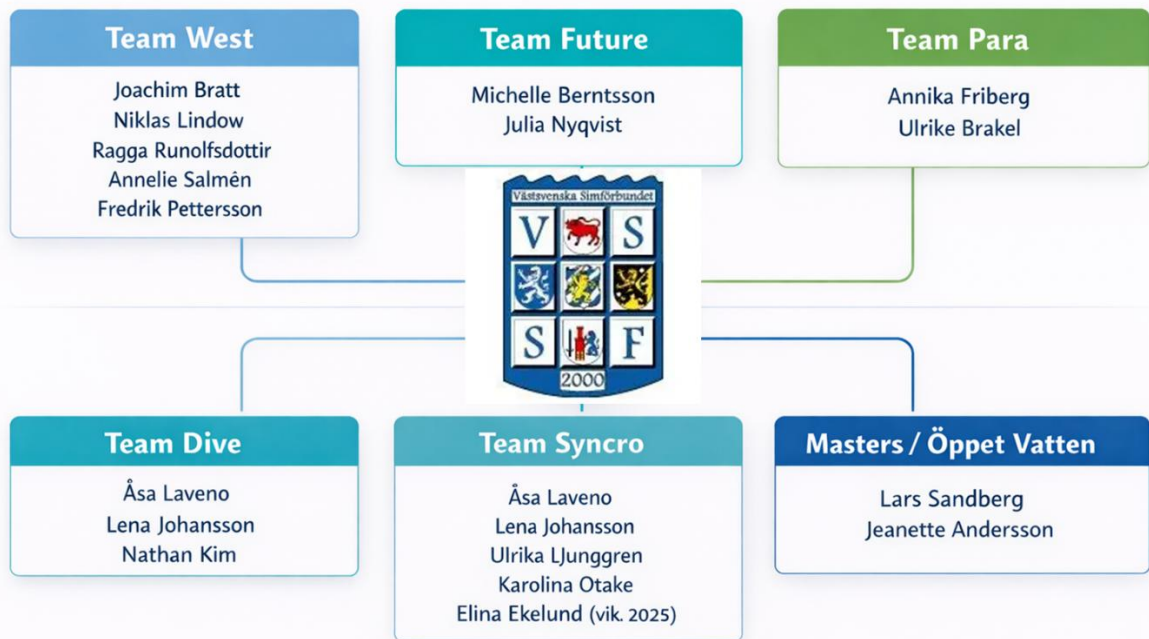 Team West
Joachim Bratt
Niklas Lindow
Ragga Runolfsdottir
Annelie Salmén
Fredrik Pettersson
Team Future
Michelle Berntsson
Julia Nyqvist
Team Para
Annika Friberg
Ulrike Brakel
Västsvenska Simförbundet
V S
S F
2000
Team Dive
Åsa Laveno
Lena Johansson
Nathan Kim
Team Syncro
Åsa Laveno
Lena Johansson
Ulrika LJunggren
Karolina Otake
Elina Ekelund (vik. 2025)
Masters / Öppet Vatten
Lars Sandberg
Jeanette Andersson